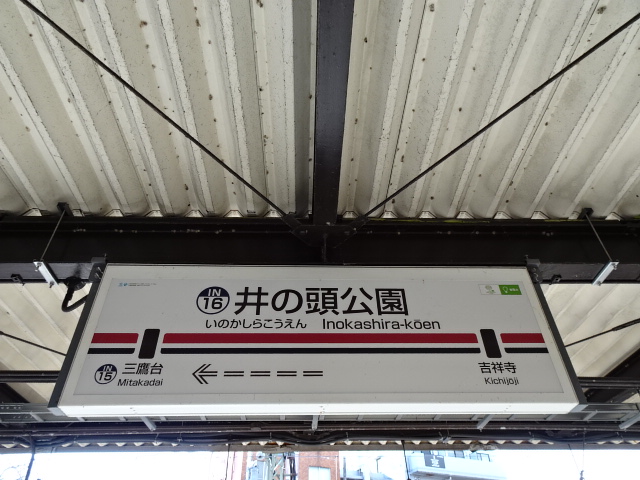 IN
16
井の頭公園
いのかしらこうえん Inokashira-kōen
IN
15
三鷹台
Mitakadai
吉祥寺
Kichijoji